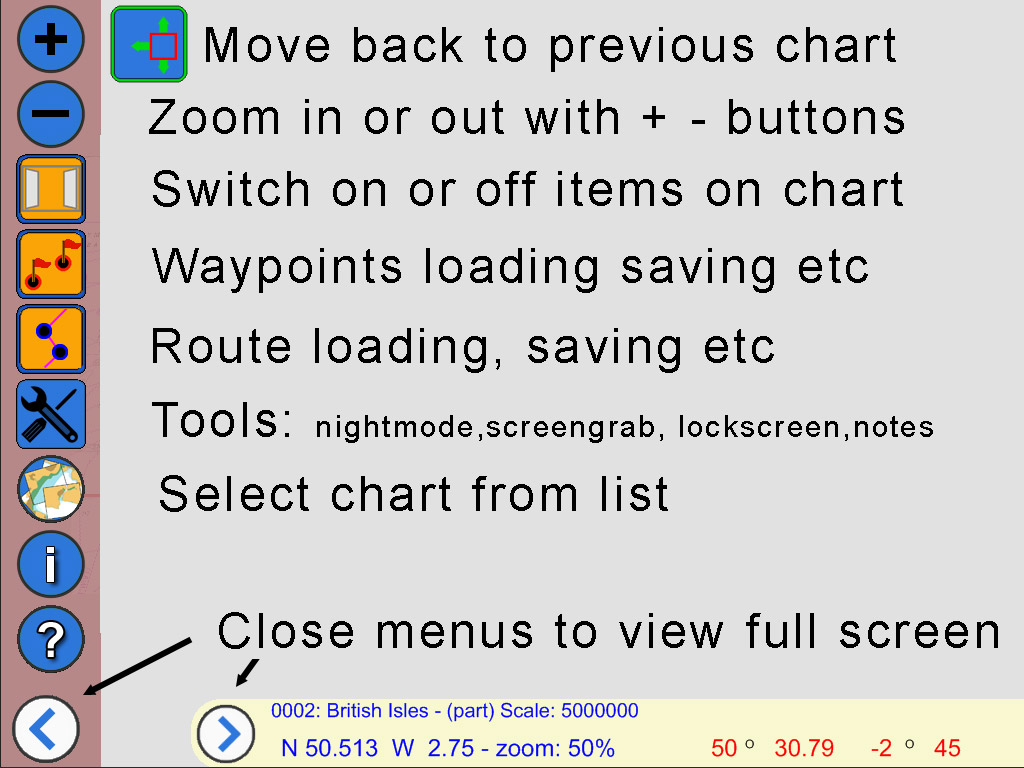 Move back to previous chart
Zoom in or out with + - buttons
Switch on or off items on chart
Waypoints loading saving etc
Route loading, saving etc
Tools: nightmode,screengrab, lockscreen,notes
Select chart from list
i
?
Close menus to view full screen
0002: British Isles - (part) Scale: 5000000
N 50.513 W 2.75 - zoom: 50% 50 o 30.79 -2 o 45